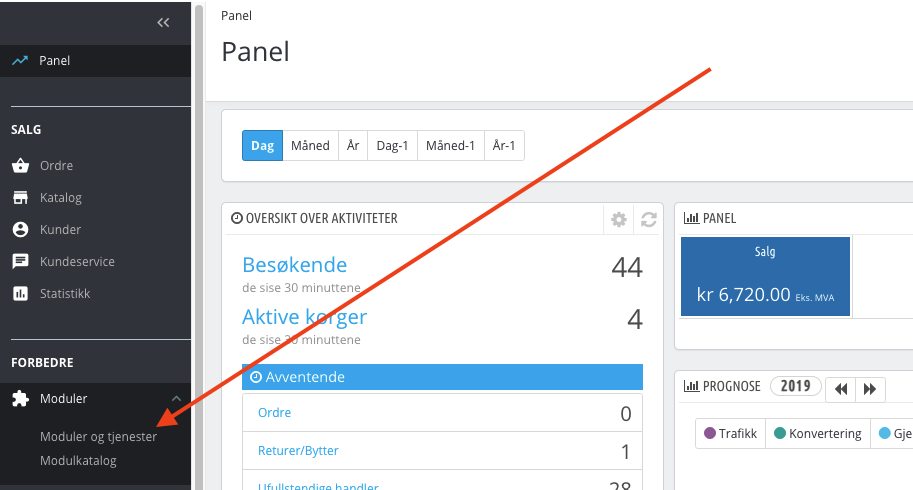 Panel
SALG
Ordre
Katalog
Kunder
Kundeservice
Statistikk
FORBEDRE
Moduler
Moduler og tjenester
Modulkatalog
Panel
Panel
Dag Måned År Dag-1 Måned-1 År-1
OVERSIKT OVER AKTIVITETER
Besøkende 44
de sise 30 minuttene
Aktive korger 4
de sise 30 minuttene
Avventende
Ordre 0
Returer/Bytter 1
Ufullstendige handler 28
PANEL
Salg
kr 6,720.00 Eks. MVA
PROGNOSE 2019
Trafikk Konvertering Gje